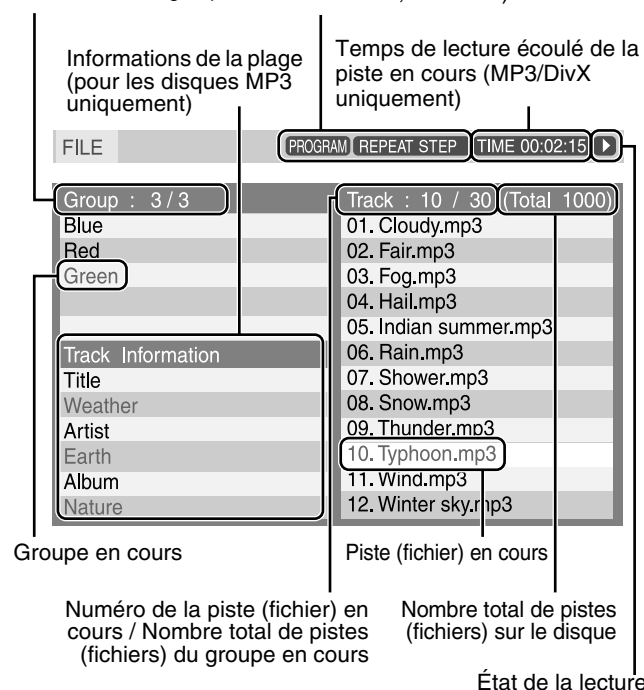 Informations de la plage
(pour les disques MP3
uniquement)
Temps de lecture écoulé de la
piste en cours (MP3/DivX
uniquement)
FILE
PROGRAM REPEAT STEP TIME 00:02:15
Group : 3/3
Blue
Red
Green
Track Information
Title
Weather
Artist
Earth
Album
Nature
Track : 10 / 30 (Total 1000)
01. Cloudy.mp3
02. Fair.mp3
03. Fog.mp3
04. Hail.mp3
05. Indian summer.mp3
06. Rain.mp3
07. Shower.mp3
08. Snow.mp3
09. Thunder.mp3
10. Typhoon.mp3
11. Wind.mp3
12. Winter sky.mp3
Groupe en cours
Piste (fichier) en cours
Numéro de la piste (fichier) en
cours / Nombre total de pistes
(fichiers) du groupe en cours
Nombre total de pistes
(fichiers) sur le disque
État de la lecture